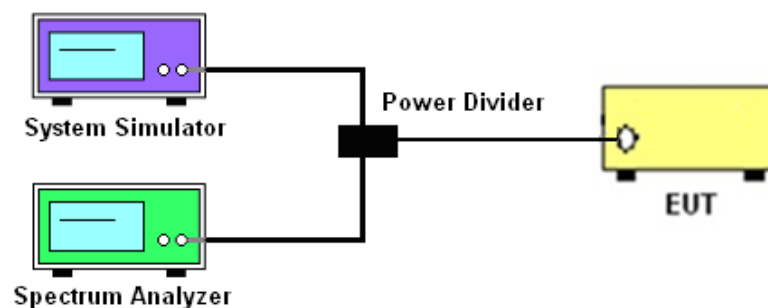 System Simulator
Power Divider
EUT
Spectrum Analyzer